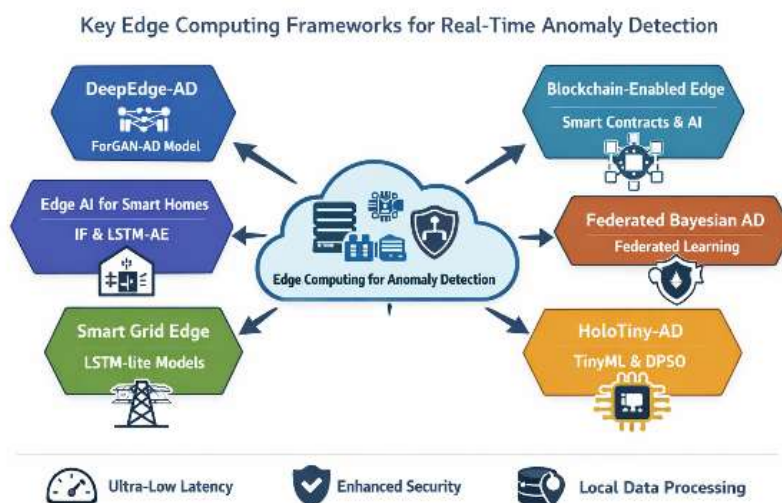 Key Edge Computing Frameworks for Real-Time Anomaly Detection
DeepEdge-AD
ForGAN-AD Model
Blockchain-Enabled Edge
Smart Contracts & AI
Edge AI for Smart Homes
IF & LSTM-AE
Edge Computing for Anomaly Detection
Federated Bayesian AD
Federated Learning
Smart Grid Edge
LSTM-lite Models
HoloTiny-AD
TinyML & DPSO
Ultra-Low Latency
Enhanced Security
Local Data Processing